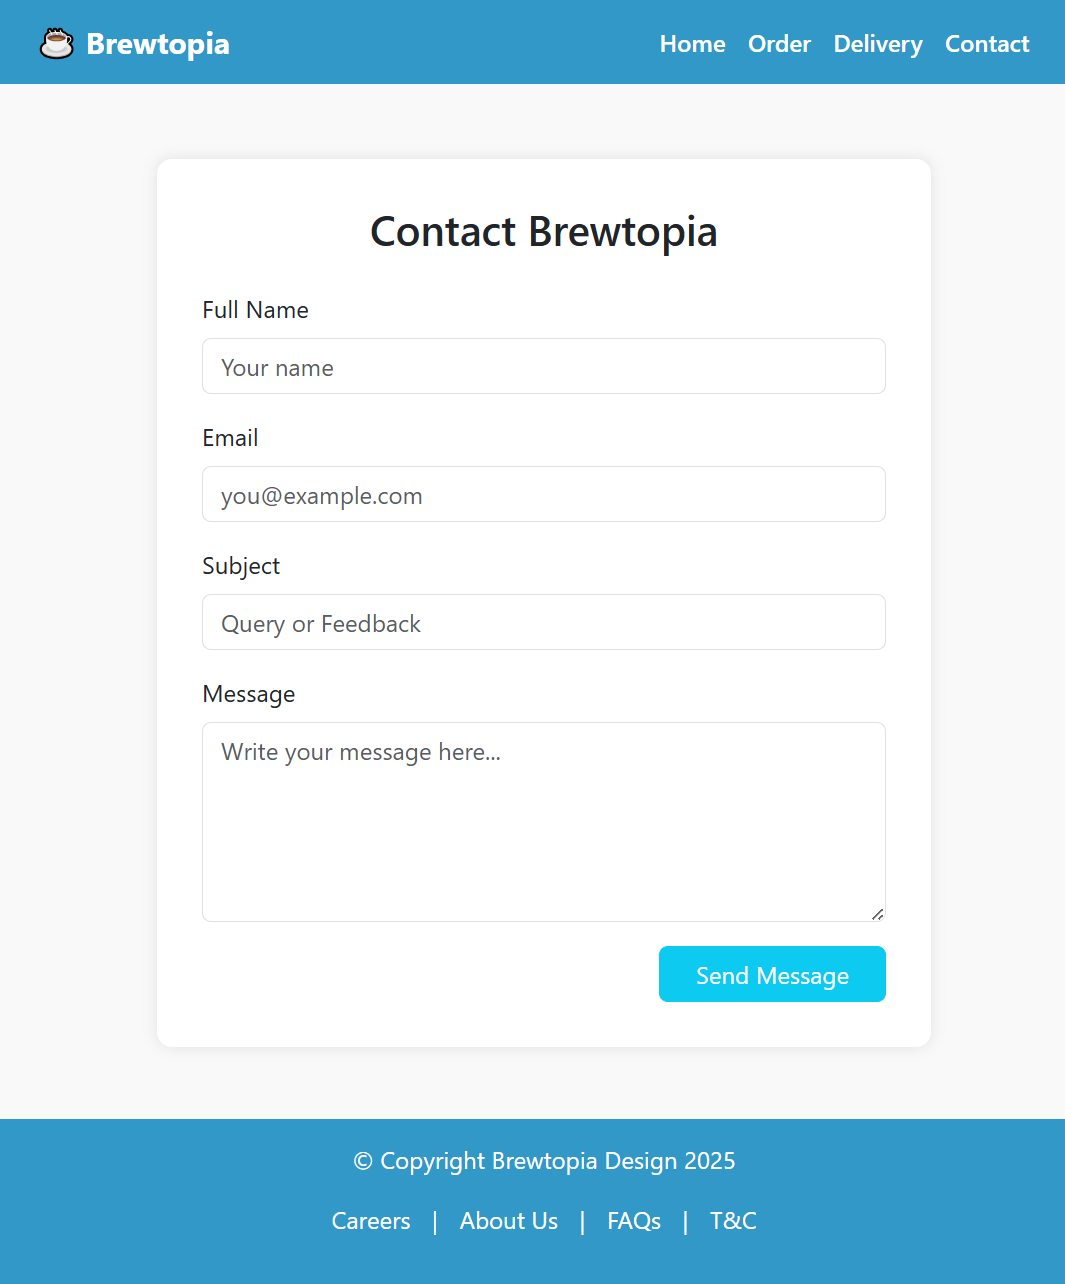 Brewtopia
Home Order Delivery Contact
Contact Brewtopia
Full Name
Your name
Email
you@example.com
Subject
Query or Feedback
Message
Write your message here...
Send Message
© Copyright Brewtopia Design 2025
Careers | About Us | FAQs | T&C